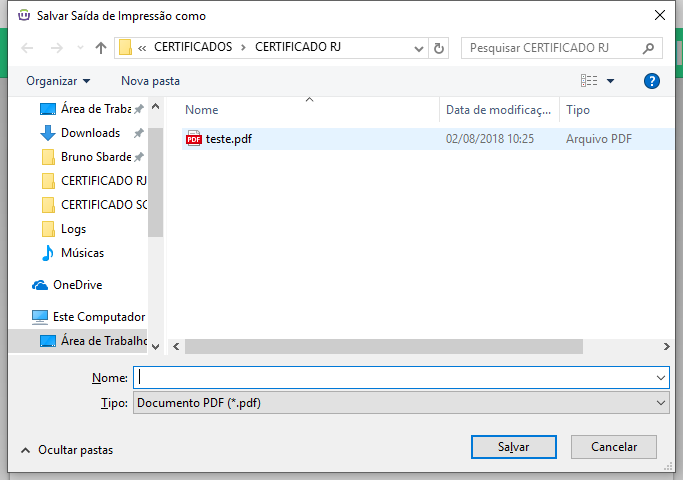 Salvar Saída de Impressão como
« CERTIFICADOS > CERTIFICADO RJ
Pesquisar CERTIFICADO RJ
Organizar
Nova pasta
?
Área de Traba
Downloads
Bruno Sbarde
CERTIFICADO RJ
CERTIFICADO SC
Logs
Músicas
OneDrive
Este Computador
Área de Trabalho
Nome
Data de modificaç...
Tipo
PDF
teste.pdf
02/08/2018 10:25
Arquivo PDF
Nome:
Tipo:
Documento PDF (*.pdf)
Ocultar pastas
Salvar
Cancelar